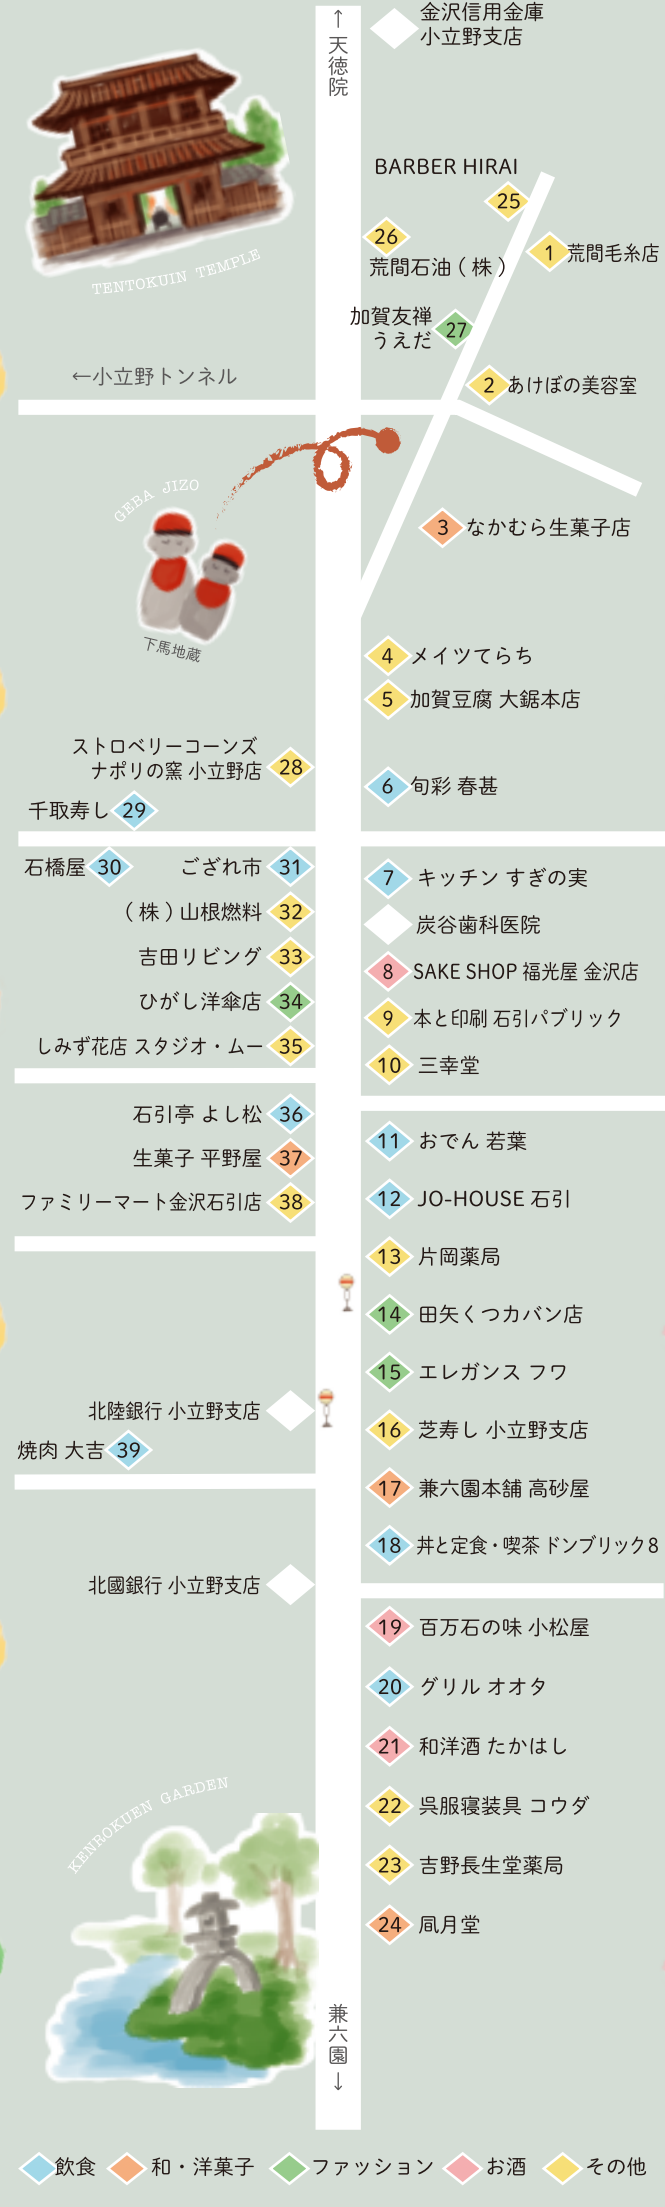 ↑天徳院
金沢信用金庫
小立野支店
BARBER HIRAI
25
26
荒間石油(株)
1 荒間毛糸店
TENTOKUIN TEMPLE
加賀友禅
うえだ
27
←小立野トンネル
2 あけぼの美容室
GEBA JIZO
3 なかむら生菓子店
下馬地蔵
4 メイツてらち
5 加賀豆腐 大鋸本店
ストロベリーコーンズ
ナポリの窯 小立野店 28
6 旬彩 春甚
千取寿し 29
石橋屋 30
ござれ市 31
7 キッチン すぎの実
(株)山根燃料 32
炭谷歯科医院
吉田リビング 33
8 SAKE SHOP 福光屋 金沢店
ひがし洋傘店 34
9 本と印刷 石引パブリック
しみず花店 スタジオ・ムー 35
10 三幸堂
石引亭 よし松 36
11 おでん 若葉
生菓子 平野屋 37
12 JO-HOUSE 石引
ファミリーマート金沢石引店 38
13 片岡薬局
14 田矢くつカバン店
15 エレガンス フワ
北陸銀行 小立野支店
16 芝寿し 小立野支店
焼肉 大吉 39
17 兼六園本舗 高砂屋
18 丼と定食・喫茶 ドンブリック8
北國銀行 小立野支店
19 百万石の味 小松屋
20 グリル オオタ
21 和洋酒 たかはし
KENROKUEN GARDEN
22 呉服寝装具 コウダ
23 吉野長生堂薬局
24 凮月堂
兼六園↓
飲食
和・洋菓子
ファッション
お酒
その他